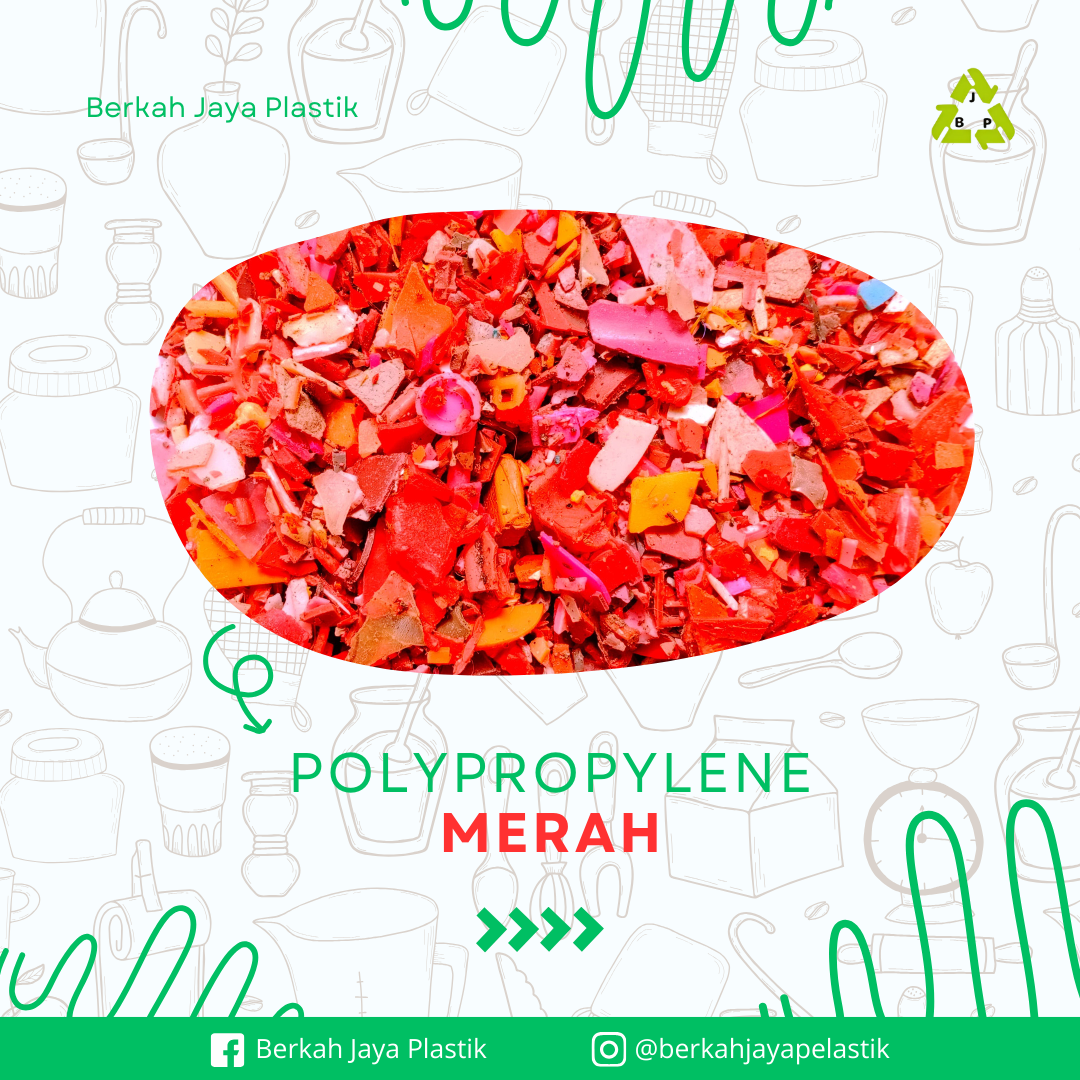 Berkah Jaya Plastik
J
B P
POLYPROPYLENE
MERAH
Berkah Jaya Plastik
@berkahjayapelastik